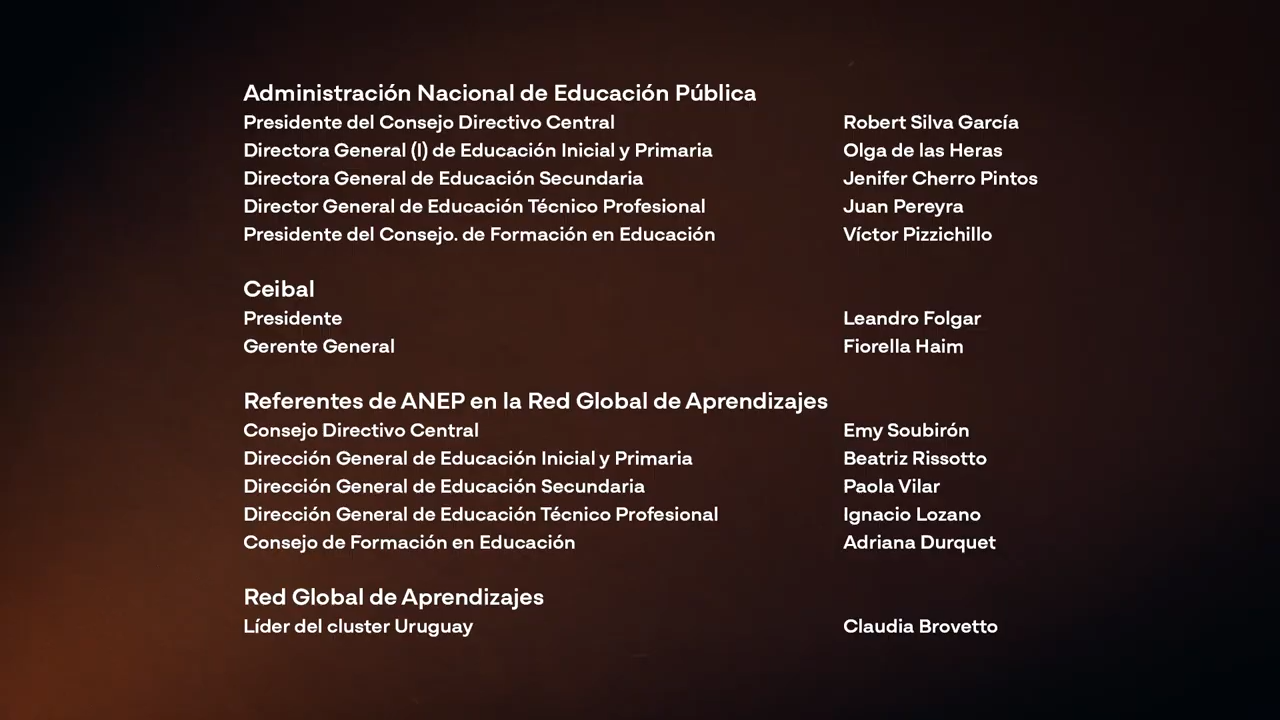 Administración Nacional de Educación Pública
Presidente del Consejo Directivo Central Robert Silva García
Directora General (I) de Educación Inicial y Primaria Olga de las Heras
Directora General de Educación Secundaria Jenifer Cherro Pintos
Director General de Educación Técnico Profesional Juan Pereyra
Presidente del Consejo. de Formación en Educación Víctor Pizzichillo
Ceibal
Presidente Leandro Folgar
Gerente General Fiorella Haim
Referentes de ANEP en la Red Global de Aprendizajes
Consejo Directivo Central Emy Soubirón
Dirección General de Educación Inicial y Primaria Beatriz Rissotto
Dirección General de Educación Secundaria Paola Vilar
Dirección General de Educación Técnico Profesional Ignacio Lozano
Consejo de Formación en Educación Adriana Durquet
Red Global de Aprendizajes
Líder del cluster Uruguay Claudia Brovetto